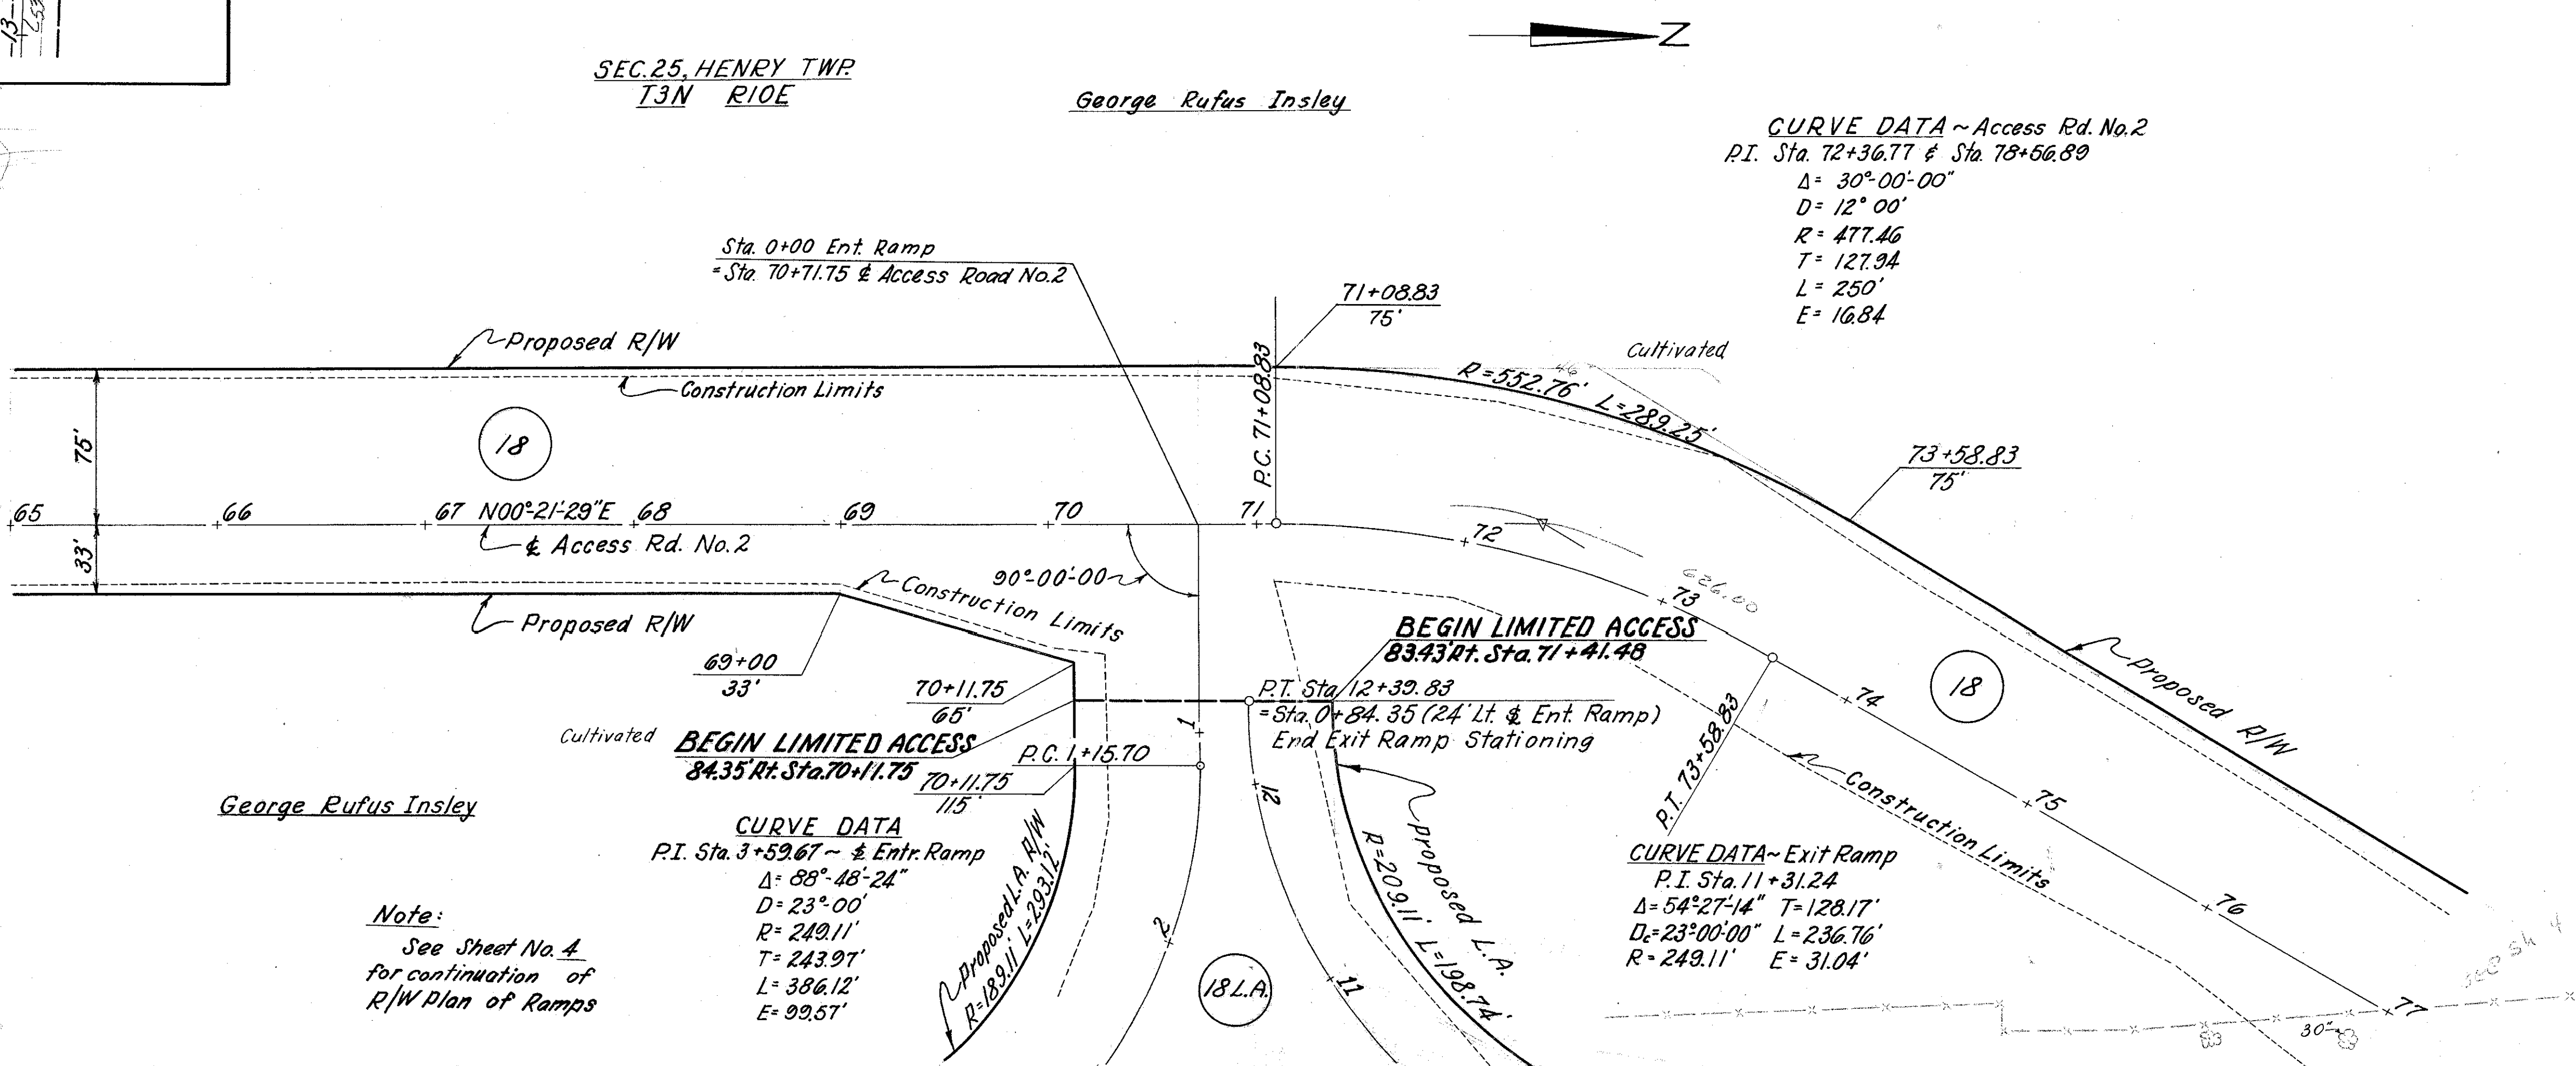 -13-
Z
SEC. 25, HENRY TWP.
T3N R10E
George Rufus Insley
CURVE DATA ~ Access Rd. No.2
P.I. Sta. 72+36.77 & Sta. 78+56.89
Δ= 30°-00'-00"
D= 12° 00'
R= 477.46
T= 127.94
L= 250'
E= 16.84
Sta. 0+00 Ent. Ramp
= Sta. 70+71.75 ℄ Access Road No.2
71+08.83
75'
Proposed R/W
Construction Limits
P.C. 71+08.83
Cultivated
R=552.76' L=289.25'
46
73+58.83
75'
18
75'
33'
65
66
67
N00°-21'-29"E
68
69
70
71
72
73
626.00
74
75
76
77
℄ Access Rd. No.2
90°-00'-00
Construction Limits
Proposed R/W
69+00
33'
70+11.75
65'
BEGIN LIMITED ACCESS
83.43' Rt. Sta. 71+41.48
P.T. Sta. 12+39.83
= Sta. 0+84.35 (24' Lt. ℄ Ent. Ramp)
End Exit Ramp Stationing
18
Proposed R/W
Cultivated
BEGIN LIMITED ACCESS
84.35' Rt. Sta. 70+11.75
P.C. 1+15.70
70+11.75
115'
P.T. 73+58.83
Construction Limits
1
2
12
11
George Rufus Insley
CURVE DATA
P.I. Sta. 3+59.67 ~ ℄ Entr. Ramp
Δ= 88°-48'-24"
D= 23°-00'
R= 249.11'
T= 243.97'
L= 386.12'
E= 99.57'
Proposed L.A. R/W
R=189.11' L=293.12'
Proposed L.A.
R=209.11' L=198.74'
18 L.A.
CURVE DATA ~ Exit Ramp
P.I. Sta. 11+31.24
Δ=54°-27'-14" T=128.17'
Dc=23°00'00" L=236.76'
R=249.11' E=31.04'
Note:
See Sheet No. 4
for continuation of
R/W Plan of Ramps
30"
see sh 4